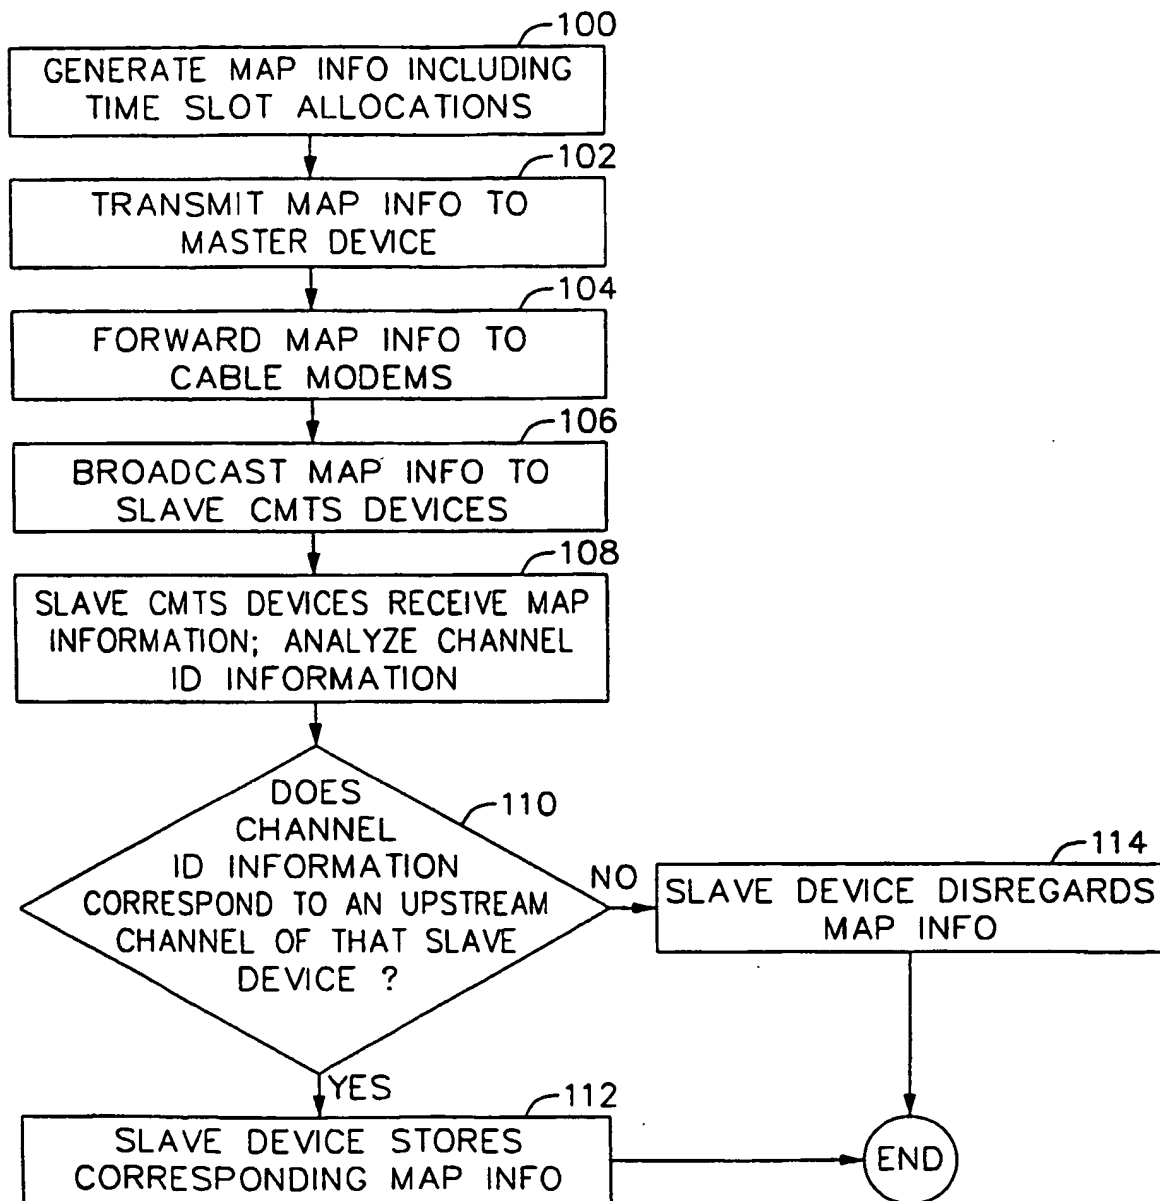 100
GENERATE MAP INFO INCLUDING
TIME SLOT ALLOCATIONS
102
TRANSMIT MAP INFO TO
MASTER DEVICE
104
FORWARD MAP INFO TO
CABLE MODEMS
106
BROADCAST MAP INFO TO
SLAVE CMTS DEVICES
108
SLAVE CMTS DEVICES RECEIVE MAP
INFORMATION; ANALYZE CHANNEL
ID INFORMATION
110
DOES
CHANNEL
ID INFORMATION
CORRESPOND TO AN UPSTREAM
CHANNEL OF THAT SLAVE
DEVICE ?
NO
114
SLAVE DEVICE DISREGARDS
MAP INFO
YES
112
SLAVE DEVICE STORES
CORRESPONDING MAP INFO
END